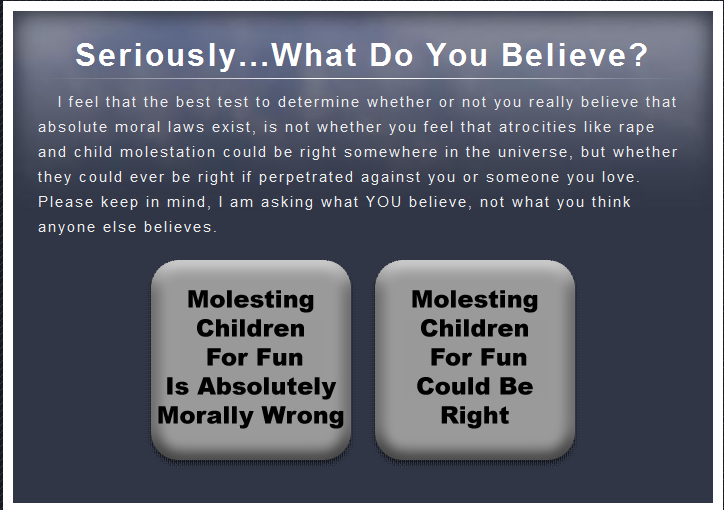 Seriously...What Do You Believe?
I feel that the best test to determine whether or not you really believe that
absolute moral laws exist, is not whether you feel that atrocities like rape
and child molestation could be right somewhere in the universe, but whether
they could ever be right if perpetrated against you or someone you love.
Please keep in mind, I am asking what YOU believe, not what you think
anyone else believes.
Molesting
Children
For Fun
Is Absolutely
Morally Wrong
Molesting
Children
For Fun
Could Be
Right